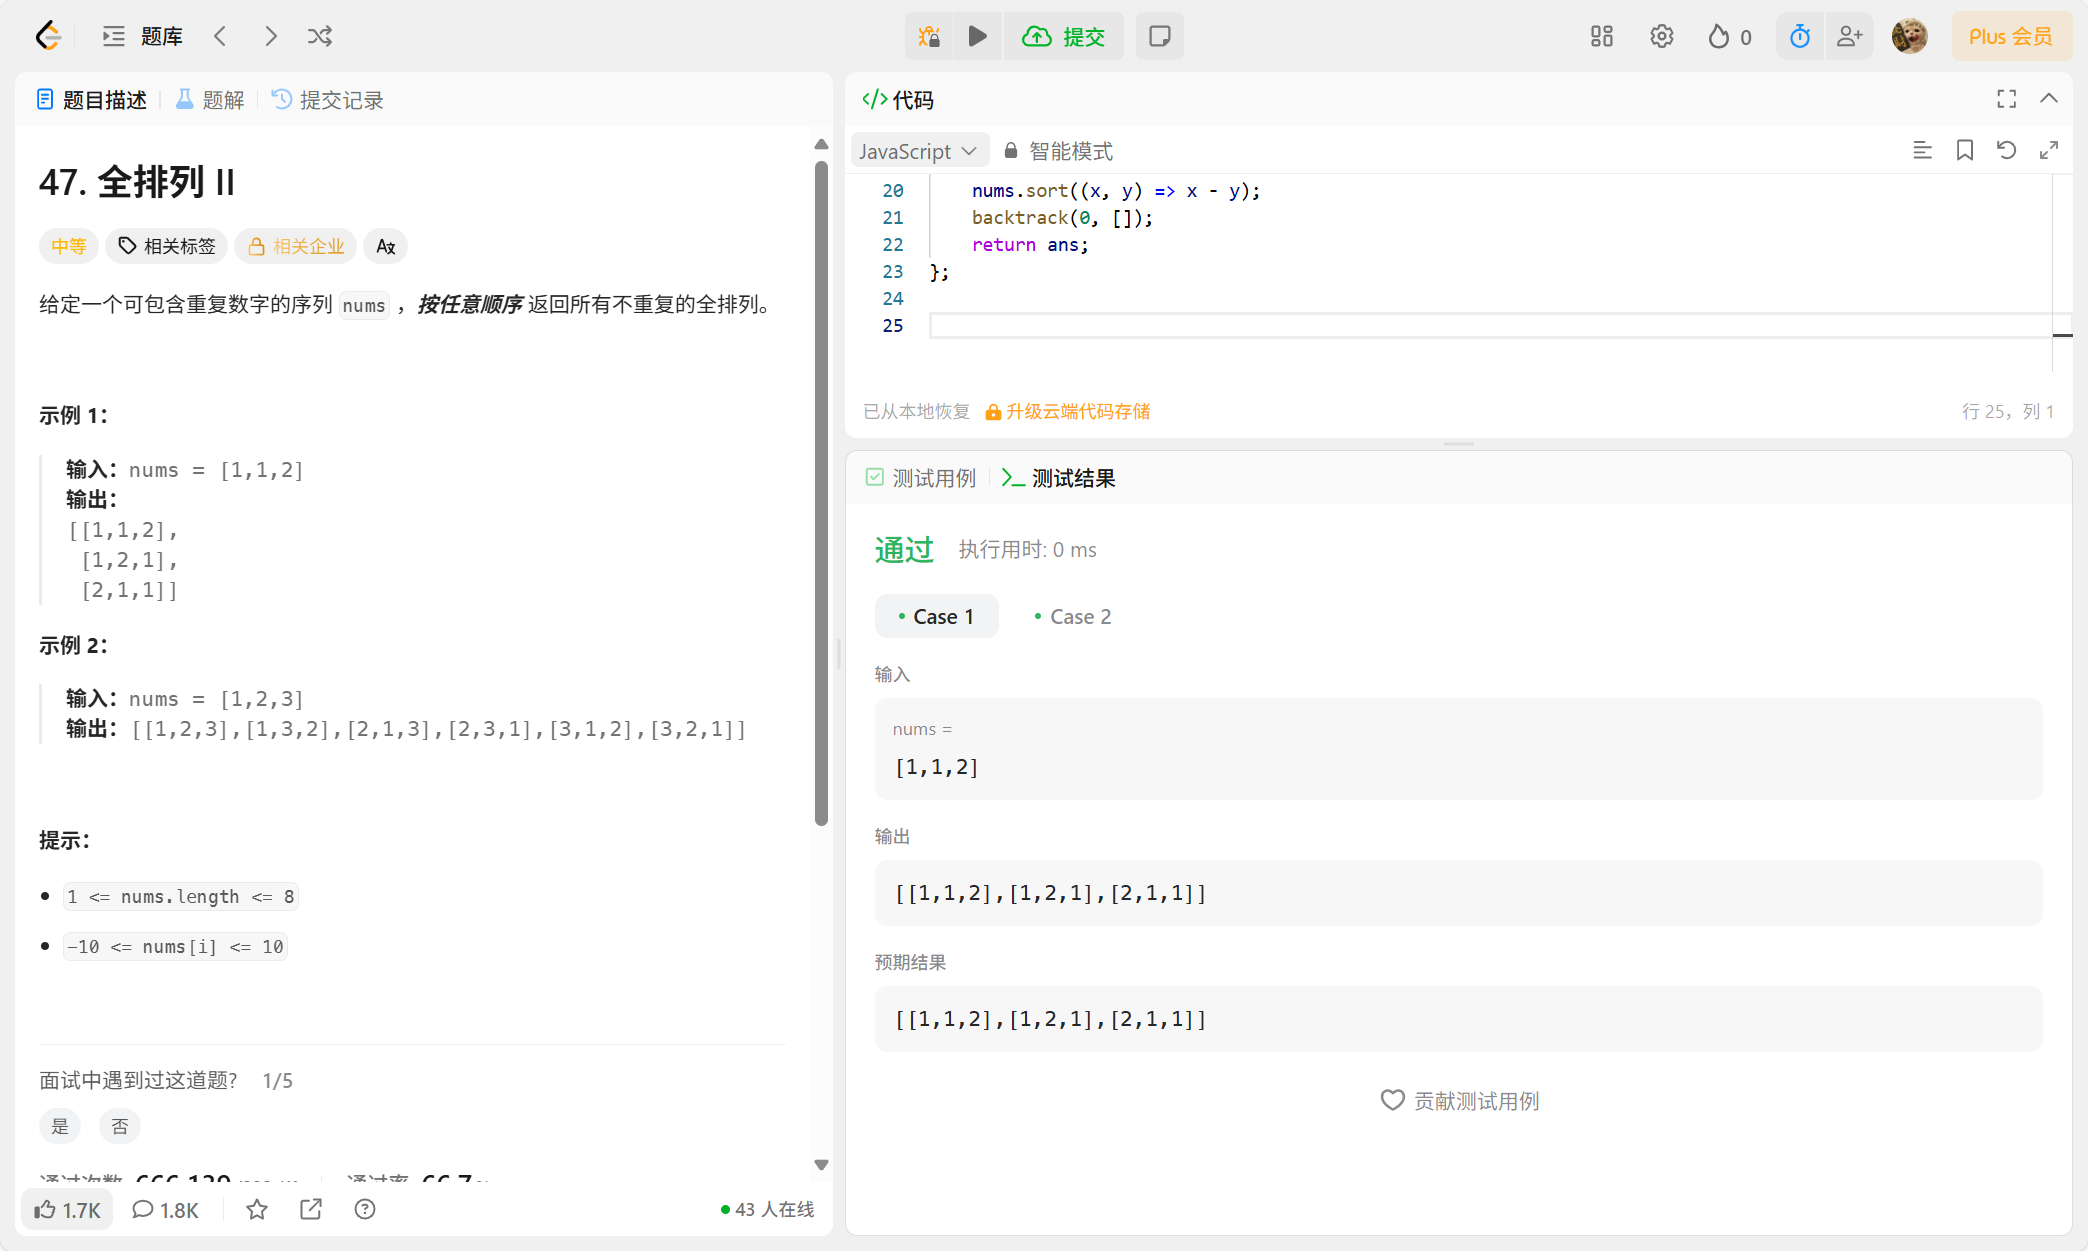 题库
提交
0
Plus 会员
题目描述
题解
提交记录
47. 全排列 II
中等
相关标签
相关企业
给定一个可包含重复数字的序列 nums ，按任意顺序 返回所有不重复的全排列。
示例 1：
输入：nums = [1,1,2]
输出：
[[1,1,2],
[1,2,1],
[2,1,1]]
示例 2：
输入：nums = [1,2,3]
输出：[[1,2,3],[1,3,2],[2,1,3],[2,3,1],[3,1,2],[3,2,1]]
提示：
1 <= nums.length <= 8
-10 <= nums[i] <= 10
面试中遇到过这道题? 1/5
是
否
1.7K
1.8K
43 人在线
</> 代码
JavaScript
智能模式
20 nums.sort((x, y) => x - y);
21 backtrack(0, []);
22 return ans;
23 };
24
25
已从本地恢复
升级云端代码存储
行 25，列 1
测试用例
测试结果
通过
执行用时: 0 ms
Case 1
Case 2
输入
nums =
[1,1,2]
输出
[[1,1,2],[1,2,1],[2,1,1]]
预期结果
[[1,1,2],[1,2,1],[2,1,1]]
贡献测试用例